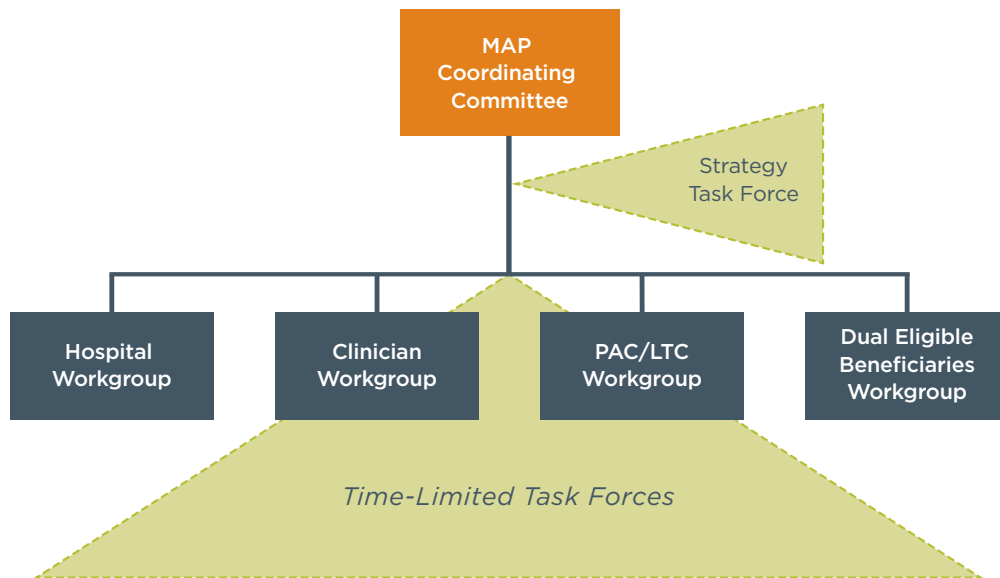 MAP
Coordinating
Committee
Strategy
Task Force
Hospital
Workgroup
Clinician
Workgroup
PAC/LTC
Workgroup
Dual Eligible
Beneficiaries
Workgroup
Time-Limited Task Forces